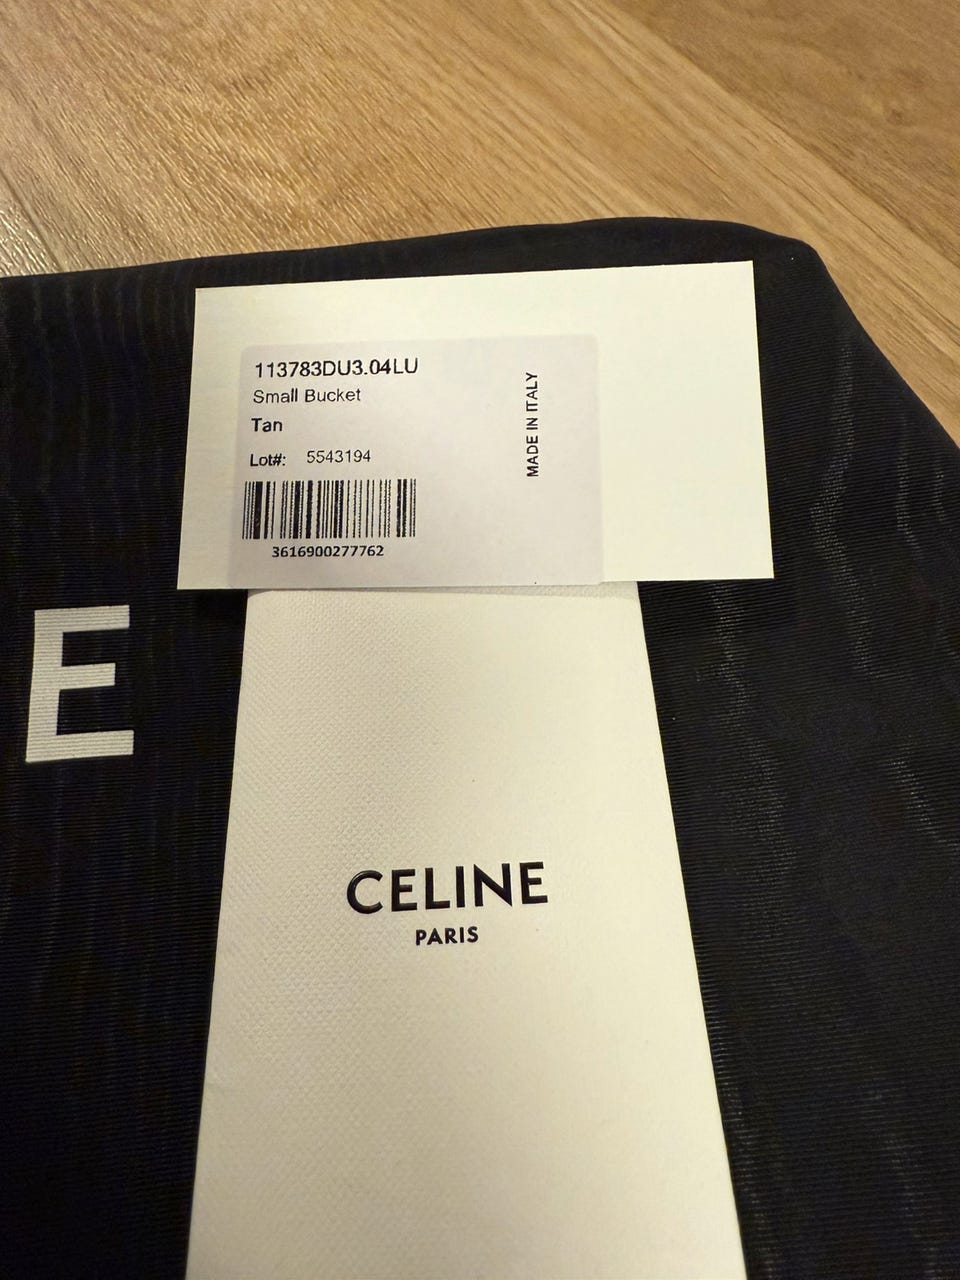 113783DU3.04LU
Small Bucket
Tan
Lot#: 5543194
3616900277762
MADE IN ITALY
E
CELINE
PARIS